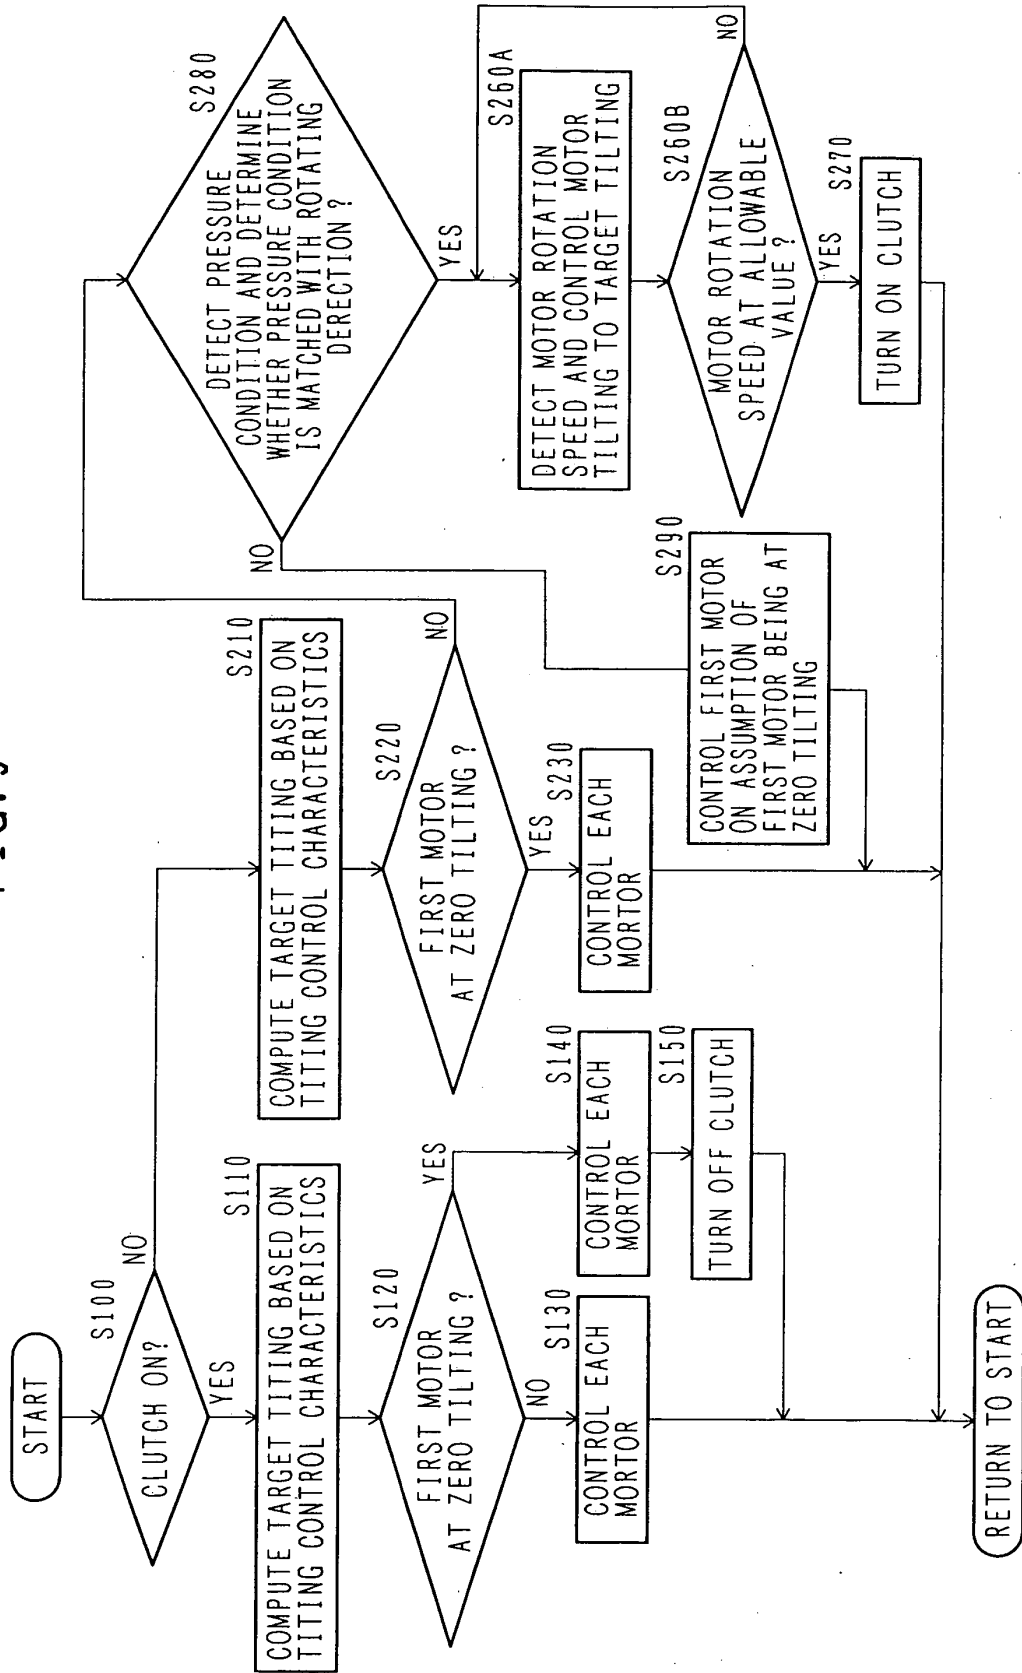 START
S100
CLUTCH ON?
NO
YES
S110
COMPUTE TARGET TITING BASED ON
TITING CONTROL CHARACTERISTICS
S120
FIRST MOTOR
AT ZERO TILTING ?
YES
NO
S130
CONTROL EACH
MORTOR
S140
CONTROL EACH
MORTOR
S150
TURN OFF CLUTCH
S210
COMPUTE TARGET TITING BASED ON
TITING CONTROL CHARACTERISTICS
S220
FIRST MOTOR
AT ZERO TILTING ?
NO
YES
S230
CONTROL EACH
MORTOR
S280
DETECT PRESSURE
CONDITION AND DETERMINE
WHETHER PRESSURE CONDITION
IS MATCHED WITH ROTATING
DERECTION ?
NO
YES
S290
CONTROL FIRST MOTOR
ON ASSUMPTION OF
FIRST MOTOR BEING AT
ZERO TILTING
S260A
DETECT MOTOR ROTATION
SPEED AND CONTROL MOTOR
TILTING TO TARGET TILTING
S260B
MOTOR ROTATION
SPEED AT ALLOWABLE
VALUE ?
NO
YES
S270
TURN ON CLUTCH
RETURN TO START